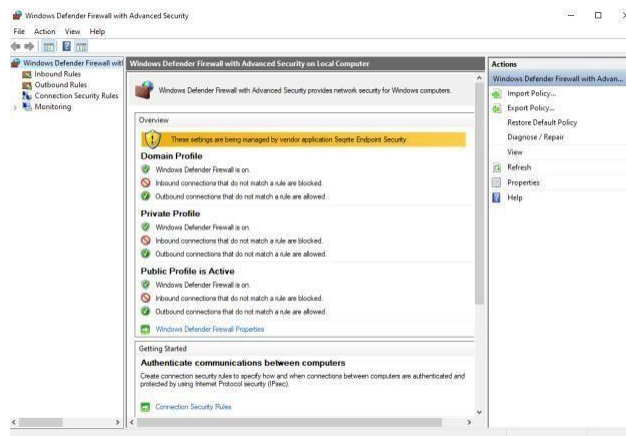 Windows Defender Firewall with Advanced Security
File Action View Help
Windows Defender Firewall witl
Inbound Rules
Outbound Rules
Connection Security Rules
Monitoring
Windows Defender Firewall with Advanced Security on Local Computer
Windows Defender Firewall with Advanced Security provides network security for Windows computers.
Overview
These settings are being managed by vendor application Seqrite Endpoint Security
Domain Profile
Windows Defender Firewall is on.
Inbound connections that do not match a rule are blocked.
Outbound connections that do not match a rule are allowed.
Private Profile
Windows Defender Firewall is on.
Inbound connections that do not match a rule are blocked.
Outbound connections that do not match a rule are allowed.
Public Profile is Active
Windows Defender Firewall is on.
Inbound connections that do not match a rule are blocked.
Outbound connections that do not match a rule are allowed.
Windows Defender Firewall Properties
Getting Started
Authenticate communications between computers
Create connection security rules to specify how and when connections between computers are authenticated and
protected by using Internet Protocol security (IPsec).
Connection Security Rules
Actions
Windows Defender Firewall with Advan...
Import Policy...
Export Policy...
Restore Default Policy
Diagnose / Repair
View
Refresh
Properties
Help